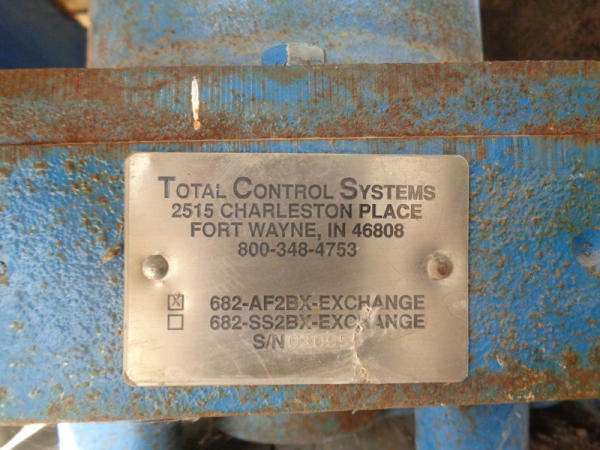 TOTAL CONTROL SYSTEMS
2515 CHARLESTON PLACE
FORT WAYNE, IN 46808
800-348-4753
☒ 682-AF2BX-EXCHANGE
☐ 682-SS2BX-EXCHANGE
S/N